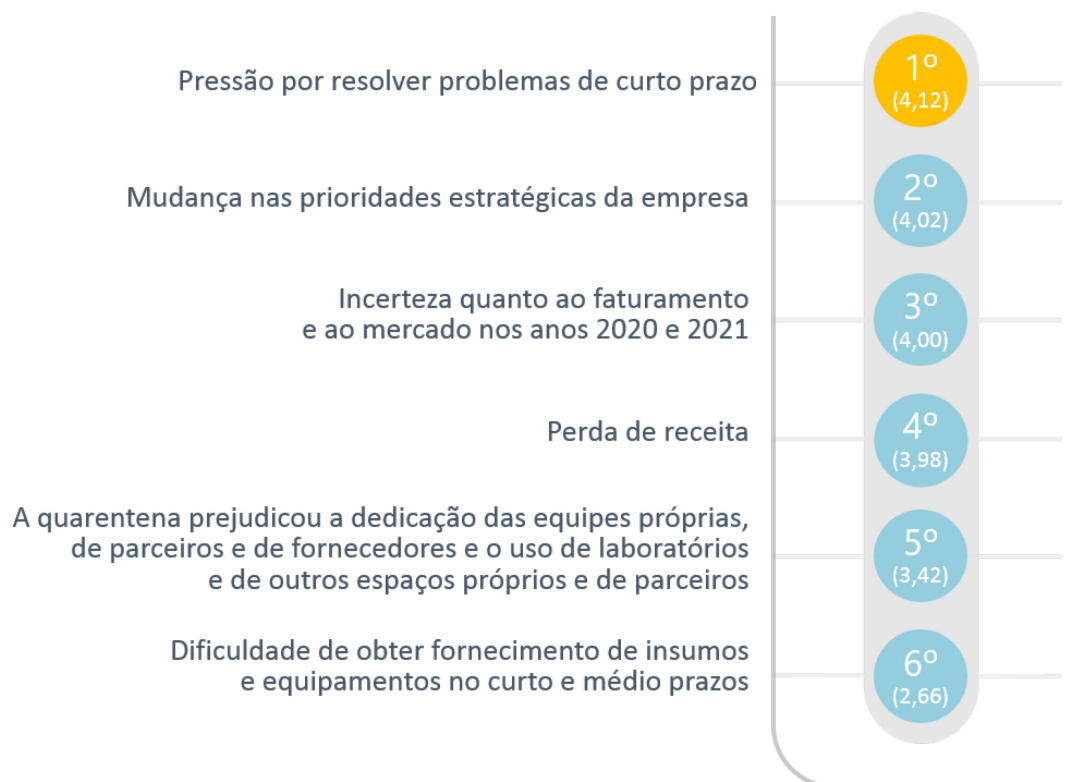 Pressão por resolver problemas de curto prazo
1º
(4,12)
Mudança nas prioridades estratégicas da empresa
2º
(4,02)
Incerteza quanto ao faturamento
e ao mercado nos anos 2020 e 2021
3º
(4,00)
Perda de receita
4º
(3,98)
A quarentena prejudicou a dedicação das equipes próprias,
de parceiros e de fornecedores e o uso de laboratórios
e de outros espaços próprios e de parceiros
5º
(3,42)
Dificuldade de obter fornecimento de insumos
e equipamentos no curto e médio prazos
6º
(2,66)